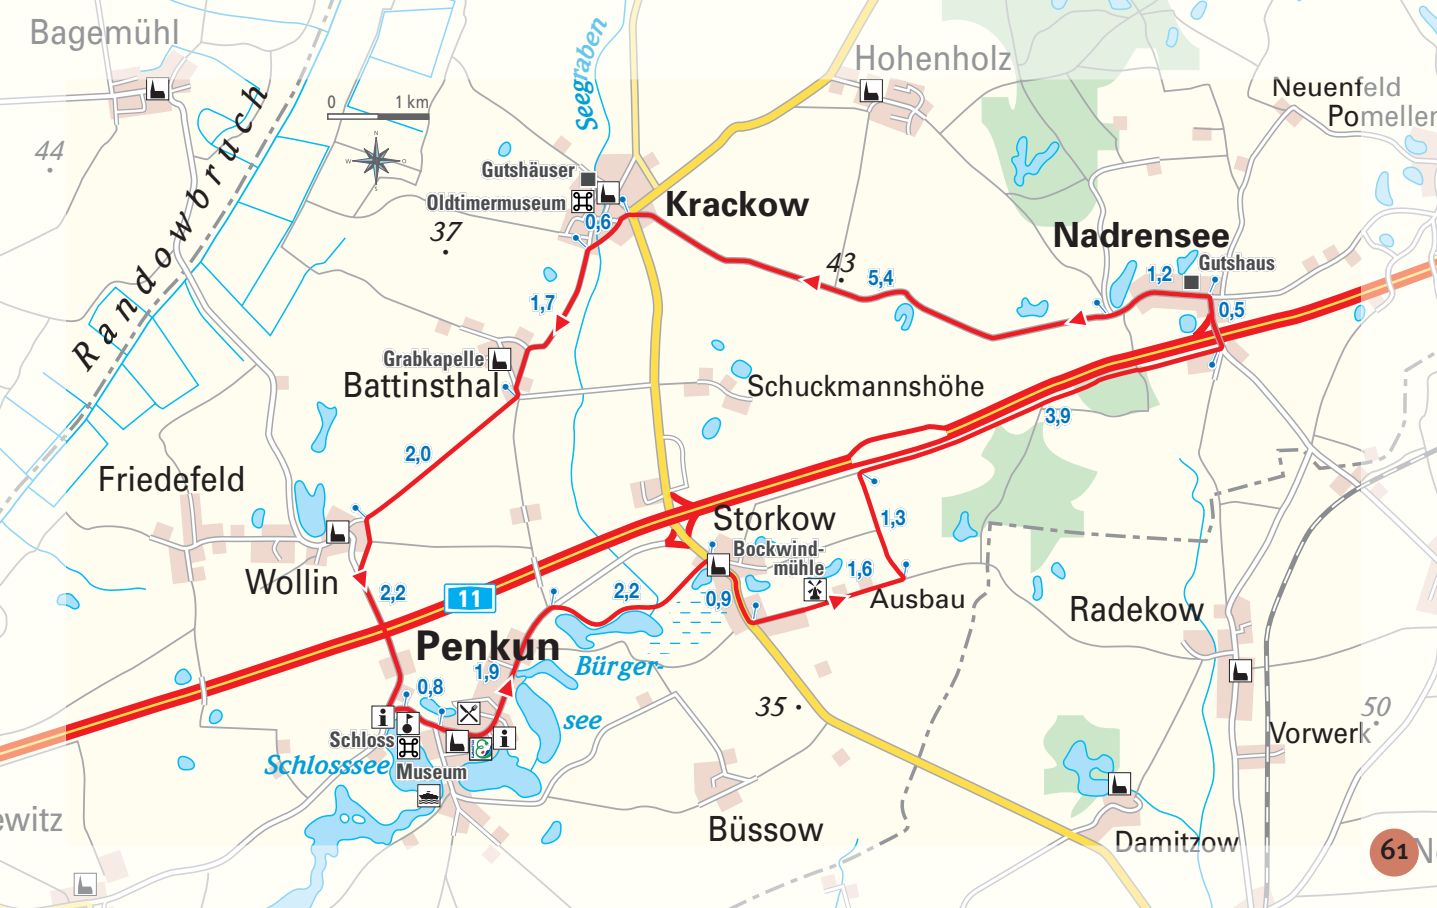 Bagemühl
Hohenholz
Neuenfeld
Pomeller
Seegraben
0 1 km
Randowbruch
44
N
W O
S
Gutshäuser
Oldtimermuseum
Krackow
0,6
37
Nadrensee
Gutshaus
43
5,4
1,2
0,5
1,7
Grabkapelle
Battinsthal
Schuckmannshöhe
3,9
2,0
Friedefeld
Storkow
1,3
Bockwind-
mühle
1,6
Wollin
2,2
11
2,2
0,9
Ausbau
Radekow
Penkun
1,9
Bürger-
see
0,8
35
50
Vorwerk
Schloss
Schlosssee
Museum
ewitz
Büssow
Damitzow
61
N